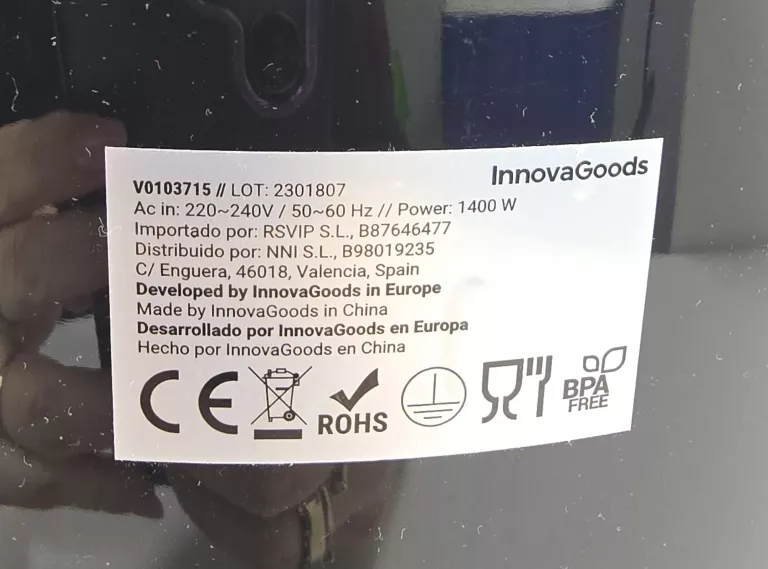 InnovaGoods
V0103715 // LOT: 2301807
Ac in: 220~240V / 50~60 Hz // Power: 1400 W
Importado por: RSVIP S.L., B87646477
Distribuido por: NNI S.L., B98019235
C/ Enguera, 46018, Valencia, Spain
Developed by InnovaGoods in Europe
Made by InnovaGoods in China
Desarrollado por InnovaGoods en Europa
Hecho por InnovaGoods en China
CE
ROHS
BPA
FREE